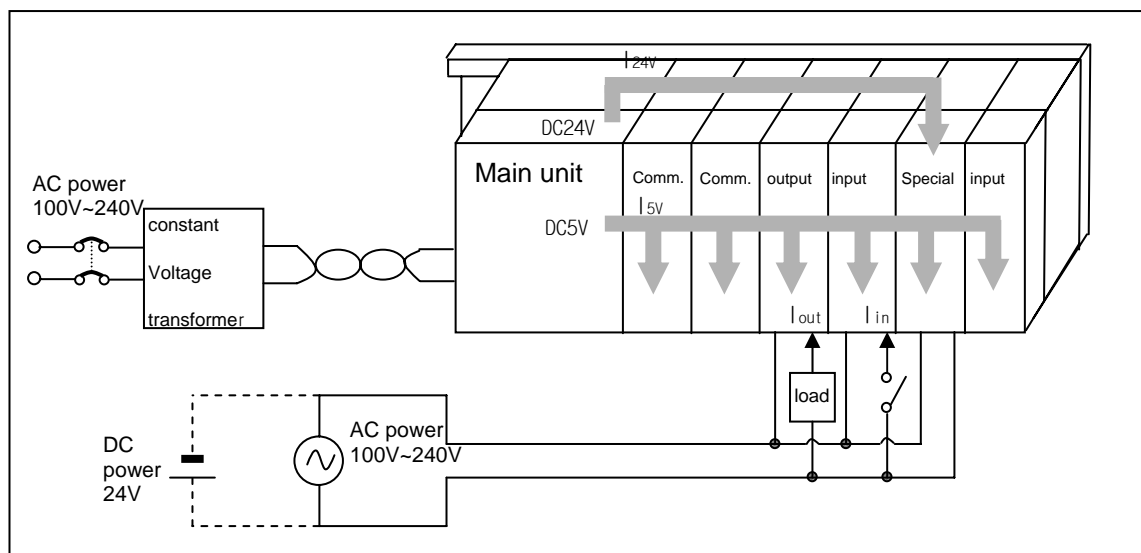 I24V
DC24V
Main unit
Comm.
Comm.
output
input
Special
input
I5V
DC5V
AC power
100V~240V
constant
Voltage
transformer
Iout
Iin
load
AC power
100V~240V
DC
power
24V